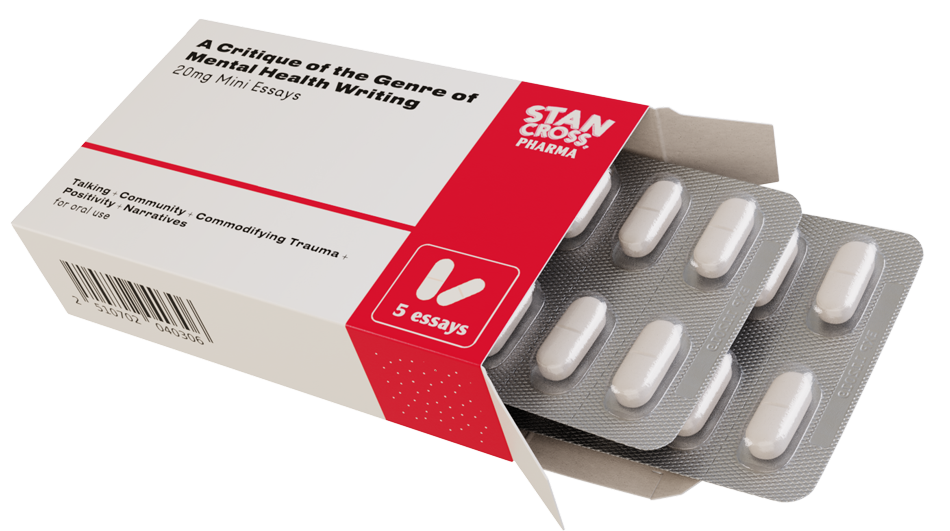 A Critique of the Genre of
Mental Health Writing
20mg Mini Essays
STAN
CROSS,
PHARMA
Talking + Community + Commodifying Trauma +
Positivity + Narratives
for oral use
5 essays
2 510702 040306